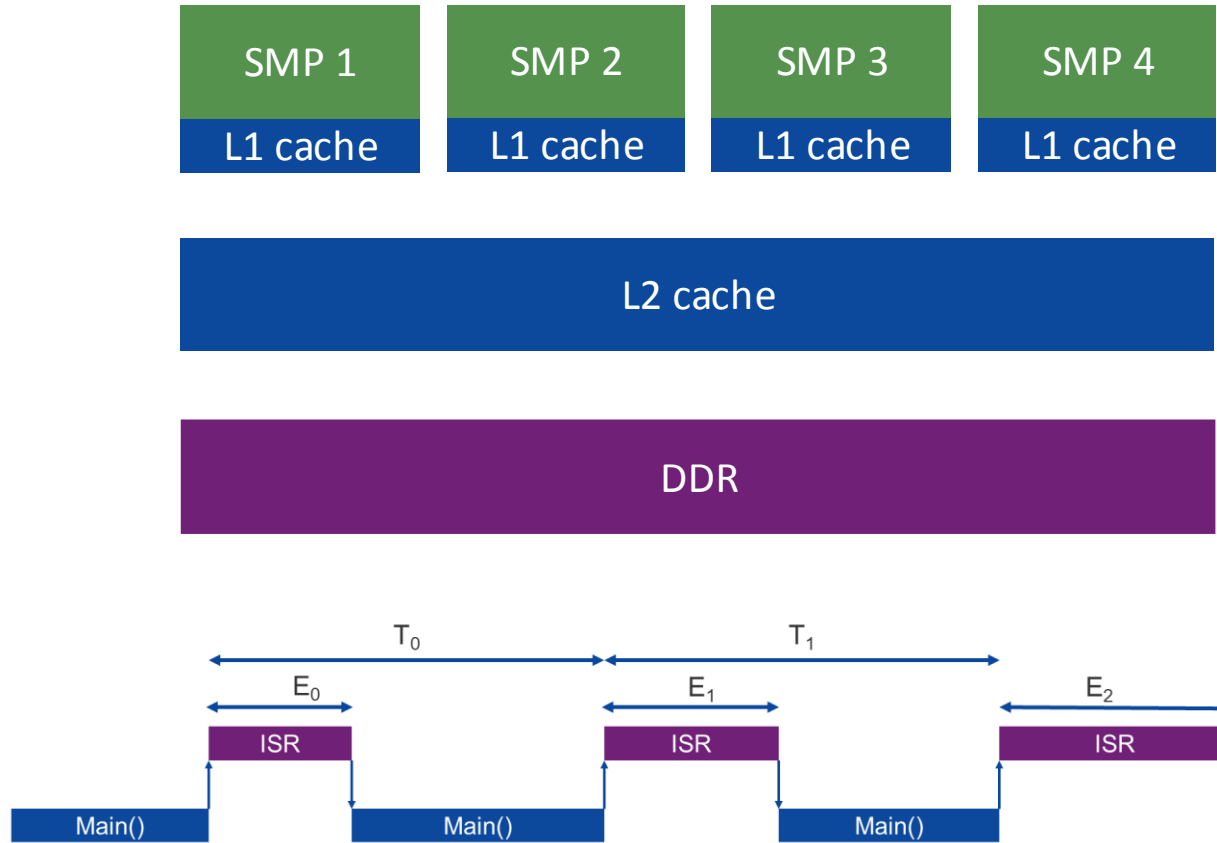 SMP 1 SMP 2 SMP 3 SMP 4
L1 cache L1 cache L1 cache L1 cache
L2 cache
DDR
T₀ T₁
E₀ E₁ E₂
ISR ISR ISR
Main() Main() Main()